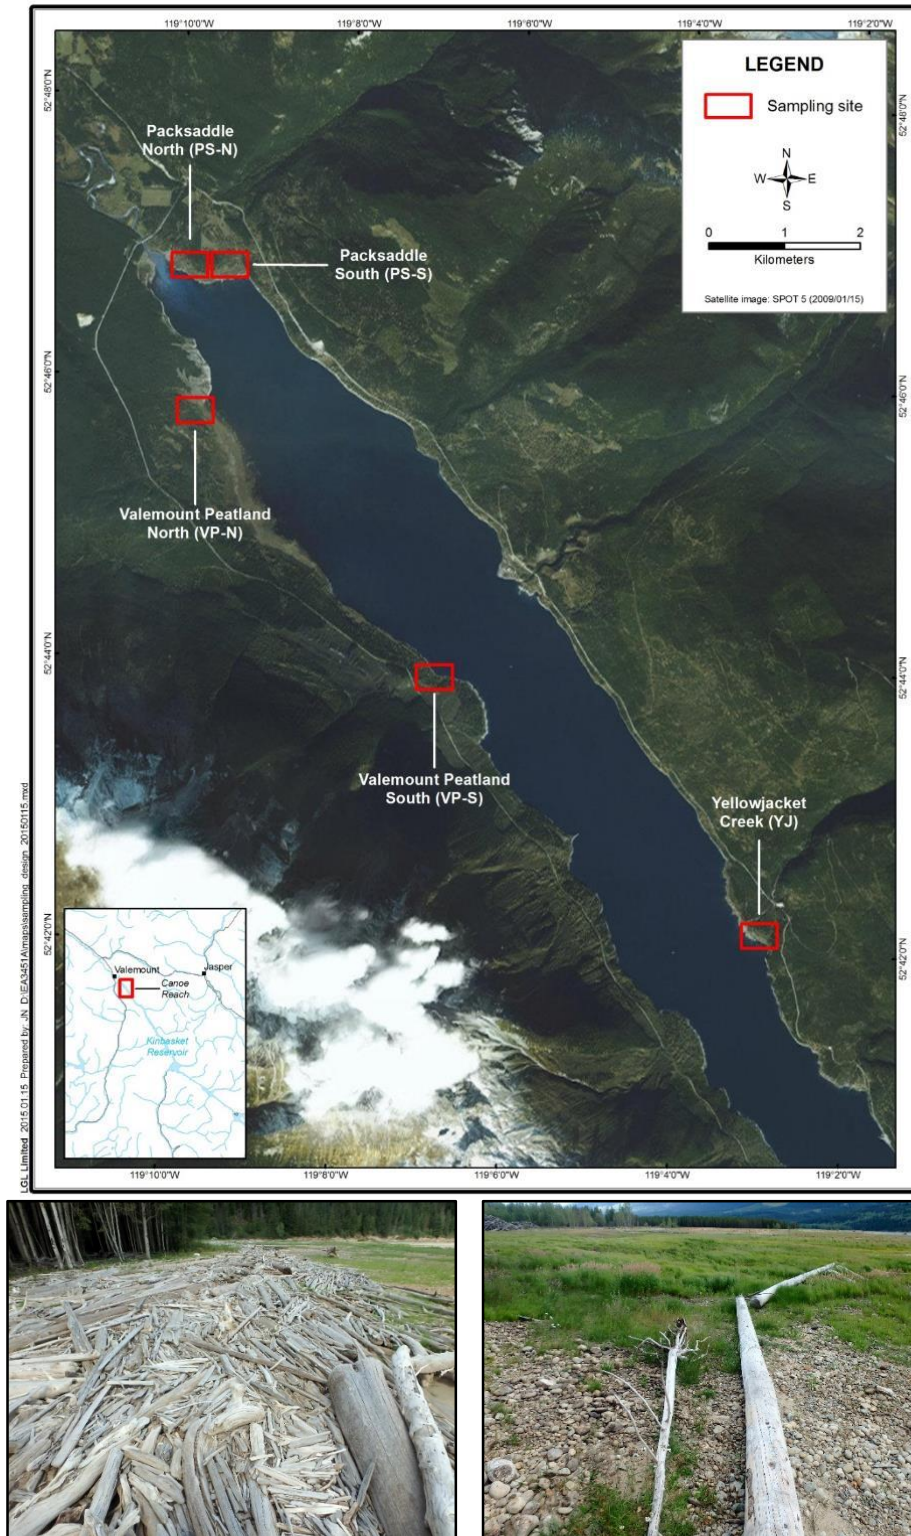 119°10'0"W
119°8'0"W
119°6'0"W
119°4'0"W
119°2'0"W
52°48'0"N
52°46'0"N
52°44'0"N
52°42'0"N
LEGEND
Sampling site
N
W
E
S
0
1
2
Kilometers
Satellite image: SPOT 5 (2009/01/15)
52°48'0"N
52°46'0"N
52°44'0"N
52°42'0"N
Packsaddle
North (PS-N)
Packsaddle
South (PS-S)
Valemount Peatland
North (VP-N)
Valemount Peatland
South (VP-S)
Yellowjacket
Creek (YJ)
Valemount
Jasper
Canoe
Reach
Kinbasket
Reservoir
LGL Limited 2015.01.15 Prepared by: JN D:\EA3451A\maps\sampling_design_20150115.mxd
119°10'0"W
119°8'0"W
119°6'0"W
119°4'0"W
119°2'0"W